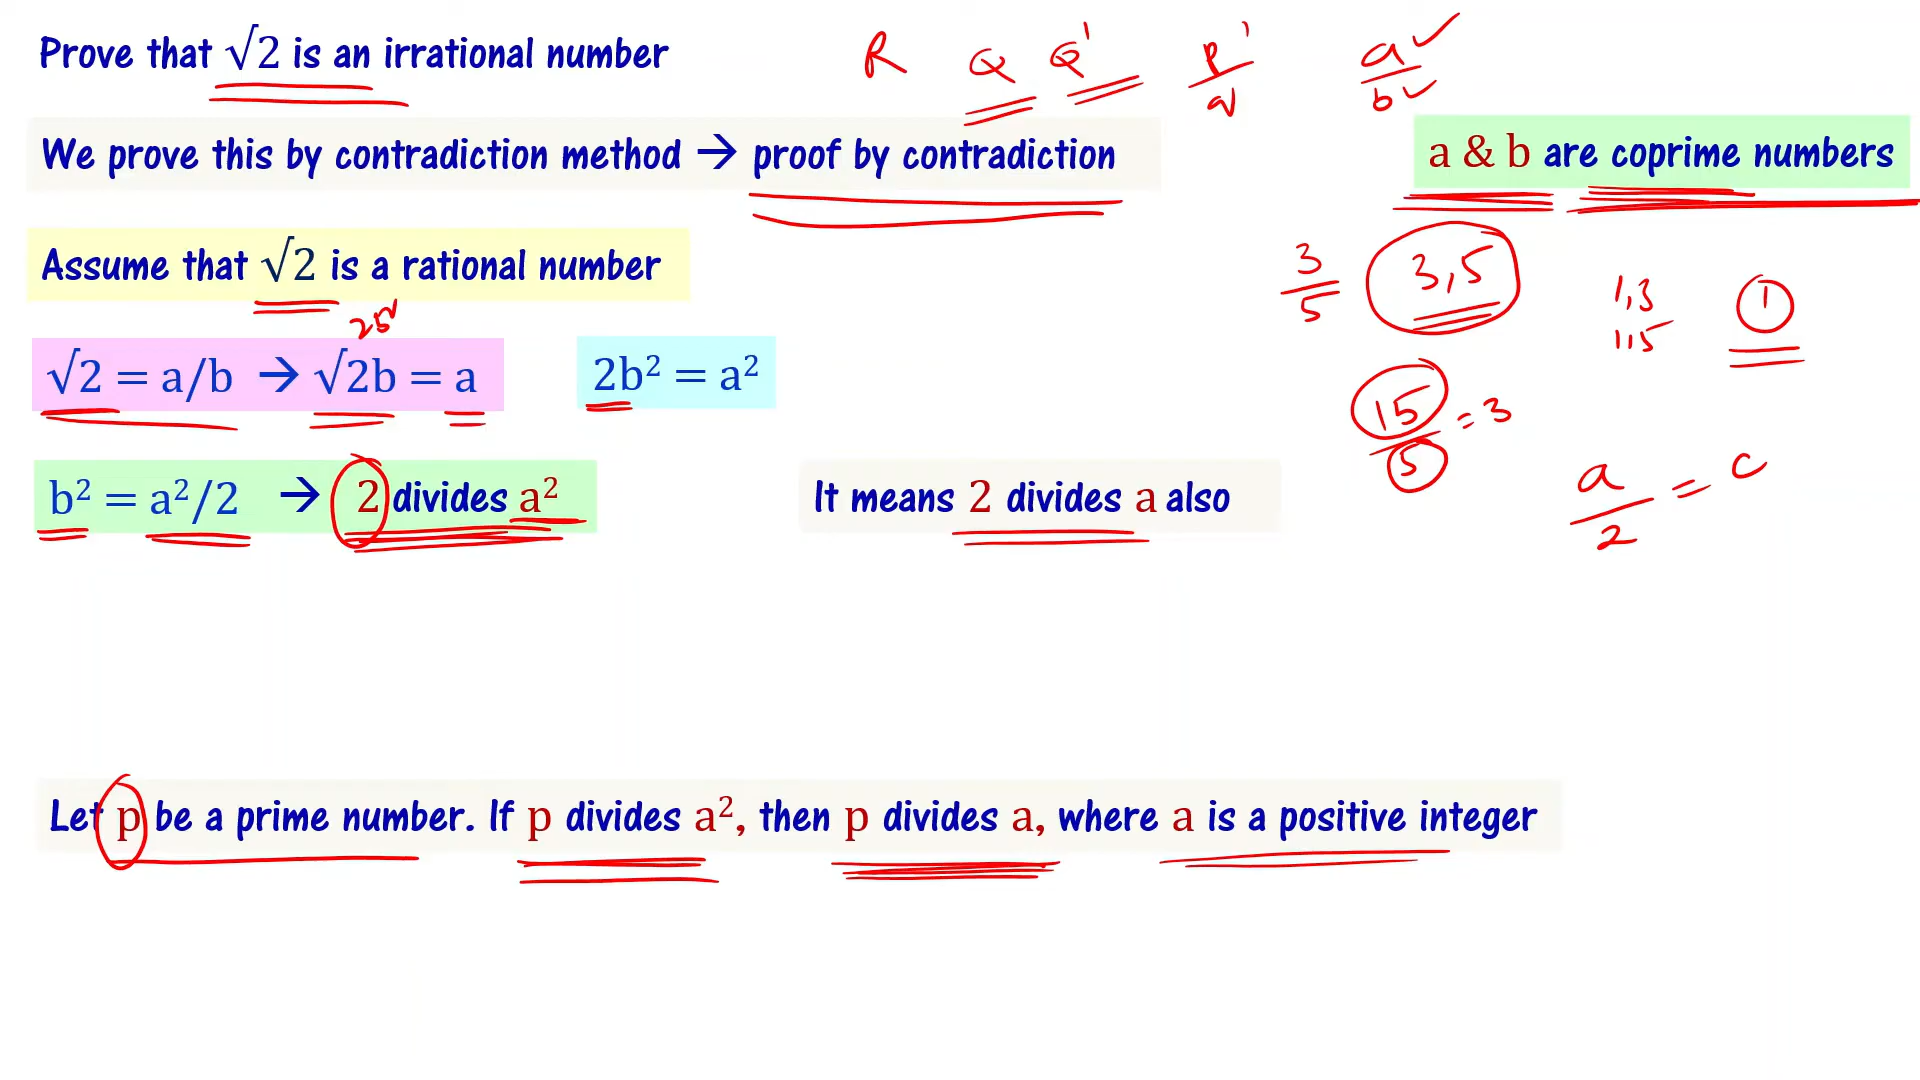 Prove that √2 is an irrational number
R Q Q' p/q a/b
We prove this by contradiction method → proof by contradiction
a & b are coprime numbers
Assume that √2 is a rational number
3/5 3,5 1,3 1
1,5
√2 = a/b → √2b = a
2b² = a²
15/5 = 3
b² = a²/2 → 2 divides a²
It means 2 divides a also
a/2 = c
Let p be a prime number. If p divides a², then p divides a, where a is a positive integer